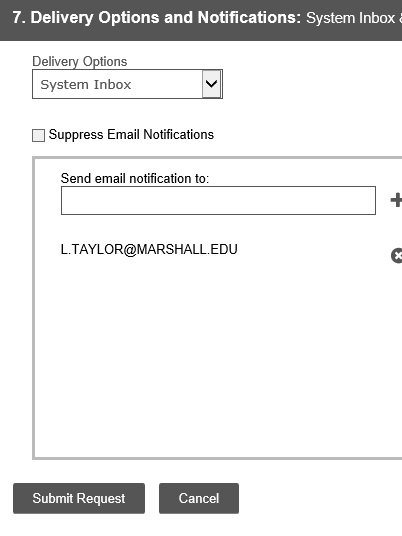 7. Delivery Options and Notifications: System Inbox
Delivery Options
System Inbox
Suppress Email Notifications
Send email notification to:
L.TAYLOR@MARSHALL.EDU
Submit Request
Cancel